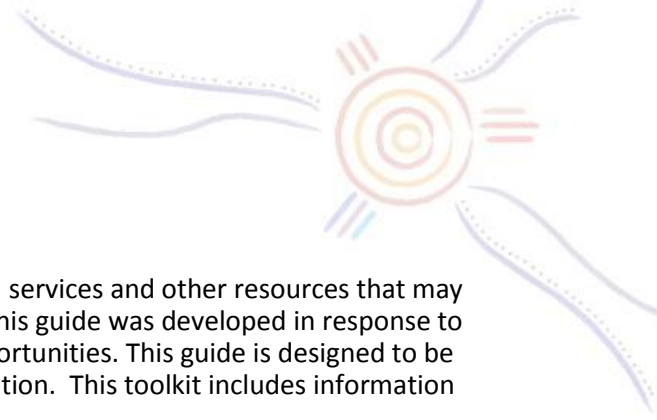 services and other resources that may
his guide was developed in response to
ortunities. This guide is designed to be
tion. This toolkit includes information